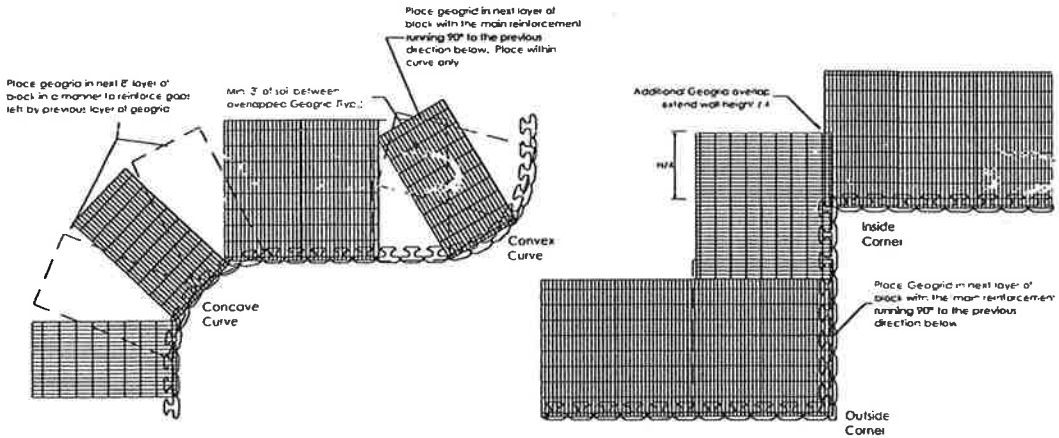 Place geogrid in next layer of
block with the main reinforcement
running 90° to the previous
direction below. Place within
curve only
Place geogrid in next 8" layer of
block in a manner to reinforce gaps
left by previous layer of geogrid
Min. 3" of soil between
overlapped Geogrid (Typ.)
Convex
Curve
Concave
Curve
Additional Geogrid overlap
extend wall height / 4
H/4
Inside
Corner
Place Geogrid in next layer of
block with the main reinforcement
running 90° to the previous
direction below
Outside
Corner